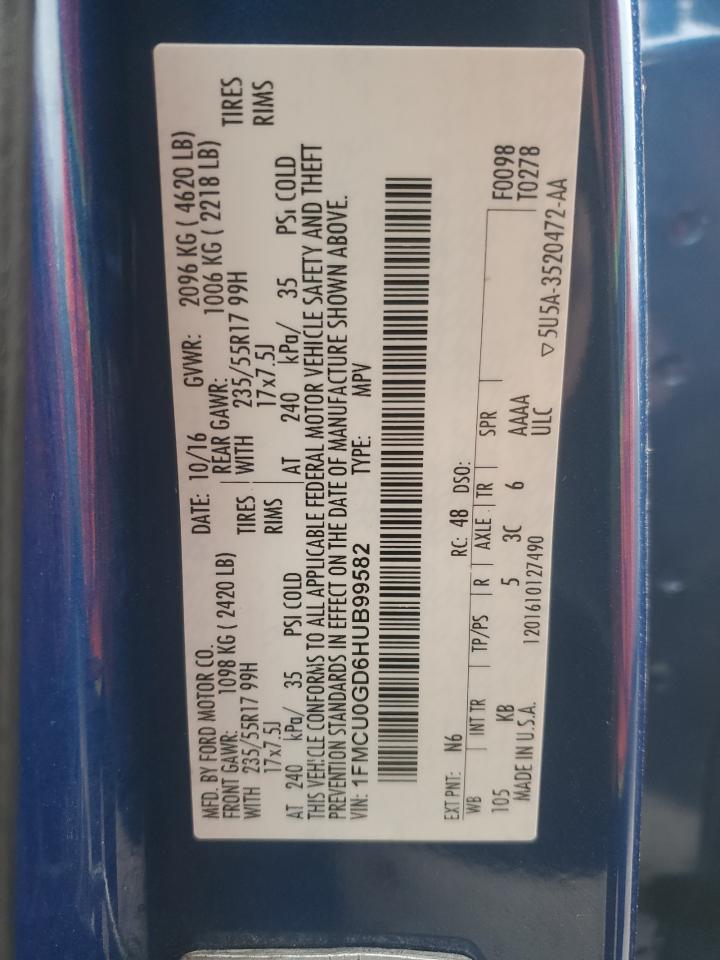 MFD. BY FORD MOTOR CO. DATE: 10/16 GVWR: 2096 KG ( 4620 LB)
FRONT GAWR: 1098 KG ( 2420 LB) REAR GAWR: 1006 KG ( 2218 LB)
WITH 235/55R17 99H TIRES WITH 235/55R17 99H TIRES
17x7.5J RIMS 17x7.5J RIMS
AT 240 kPa/ 35 PSI COLD AT 240 kPa/ 35 PSI COLD
THIS VEHICLE CONFORMS TO ALL APPLICABLE FEDERAL MOTOR VEHICLE SAFETY AND THEFT
PREVENTION STANDARDS IN EFFECT ON THE DATE OF MANUFACTURE SHOWN ABOVE.
VIN: 1FMCU0GD6HUB99582 TYPE: MPV
EXT PNT: N6 RC: 48 DSO: F0098
WB INT TR TP/PS R AXLE TR SPR T0278
105 KB 5 3C 6 AAAA
MADE IN U.S.A. 1201610127490 ULC ▽5U5A-3520472-AA